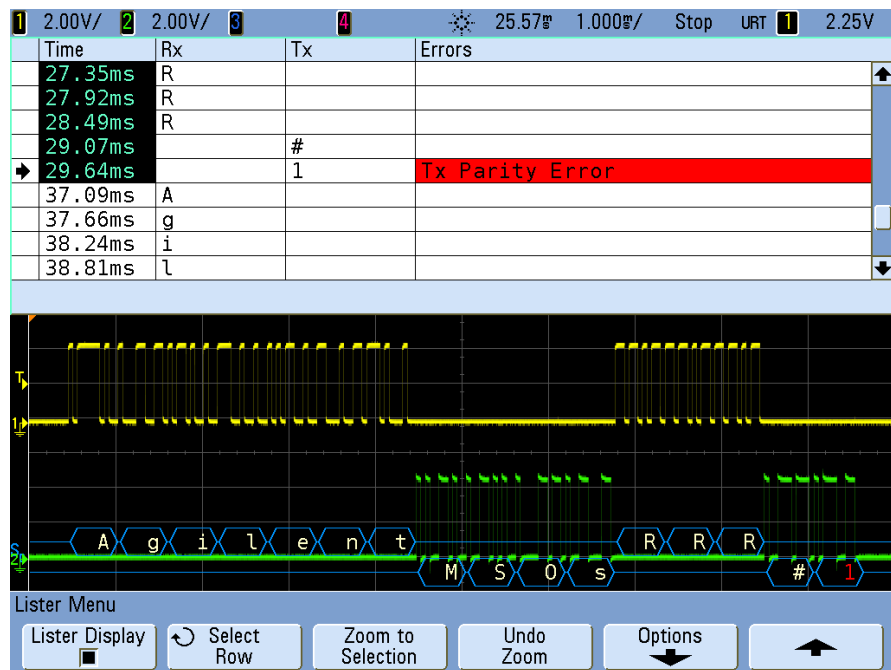 1 2.00V/ 2 2.00V/ 3 4 25.57ms 1.000ms/ Stop URT 1 2.25V
Time Rx Tx Errors
27.35ms R
27.92ms R
28.49ms R
29.07ms #
29.64ms 1 Tx Parity Error
37.09ms A
37.66ms g
38.24ms i
38.81ms l
T
1
A g i l e n t R R R
S
2
M S O s # 1
Lister Menu
Lister Display
Select Row
Zoom to Selection
Undo Zoom
Options